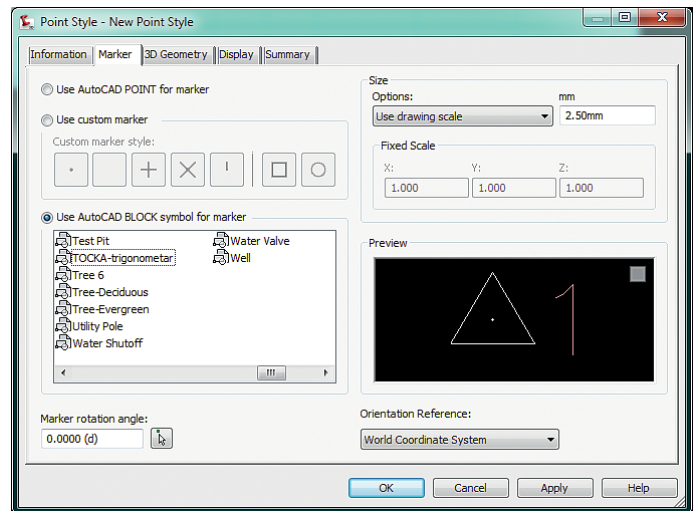 Point Style - New Point Style
Information Marker 3D Geometry Display Summary
Use AutoCAD POINT for marker
Use custom marker
Custom marker style:
Use AutoCAD BLOCK symbol for marker
Test Pit
TOCKA-trigonometar
Tree 6
Tree-Deciduous
Tree-Evergreen
Utility Pole
Water Shutoff
Water Valve
Well
Marker rotation angle:
0.0000 (d)
Size
Options:
mm
Use drawing scale
2.50mm
Fixed Scale
X: Y: Z:
1.000 1.000 1.000
Preview
1
Orientation Reference:
World Coordinate System
OK Cancel Apply Help